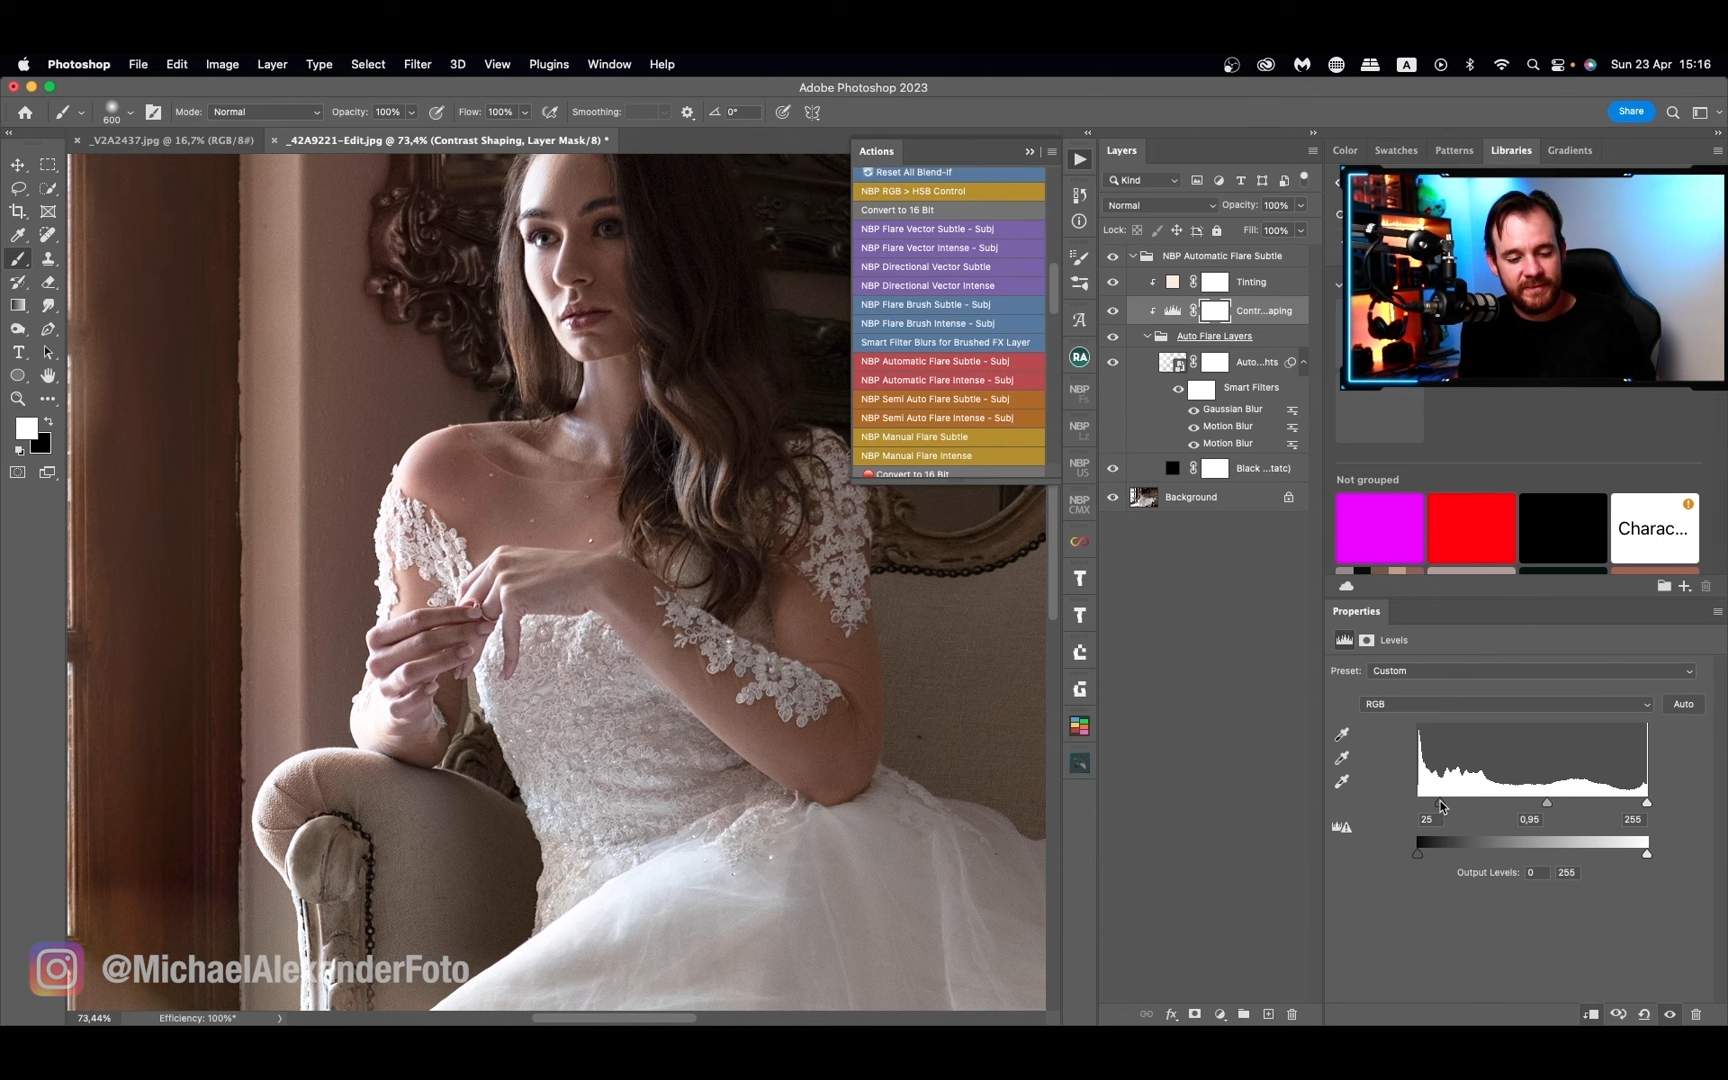 Photoshop File Edit Image Layer Type Select Filter 3D View Plugins Window Help
A
Sun 23 Apr 15:16
Adobe Photoshop 2023
600
Mode: Normal
Opacity: 100%
Flow: 100%
Smoothing:
0°
Share
_V2A2437.jpg @ 16,7% (RGB/8#)
_42A9221-Edit.jpg @ 73,4% (Contrast Shaping, Layer Mask/8) *
Actions
Reset All Blend-If
NBP RGB > HSB Control
Convert to 16 Bit
NBP Flare Vector Subtle - Subj
NBP Flare Vector Intense - Subj
NBP Directional Vector Subtle
NBP Directional Vector Intense
NBP Flare Brush Subtle - Subj
NBP Flare Brush Intense - Subj
Smart Filter Blurs for Brushed FX Layer
NBP Automatic Flare Subtle - Subj
NBP Automatic Flare Intense - Subj
NBP Semi Auto Flare Subtle - Subj
NBP Semi Auto Flare Intense - Subj
NBP Manual Flare Subtle
NBP Manual Flare Intense
Convert to 16 Bit
RA
NBP
Fs
NBP
Lz
NBP
US
NBP
CMX
Layers
Kind
Normal
Opacity: 100%
Lock:
Fill: 100%
NBP Automatic Flare Subtle
Tinting
Contr...aping
Auto Flare Layers
Auto...hts
Smart Filters
Gaussian Blur
Motion Blur
Motion Blur
Black ...tatc)
Background
Color Swatches Patterns Libraries Gradients
Not grouped
Charac...
Properties
Levels
Preset: Custom
RGB
Auto
25 0,95 255
Output Levels: 0 255
@MichaelAlexanderFoto
73,44% Efficiency: 100%*